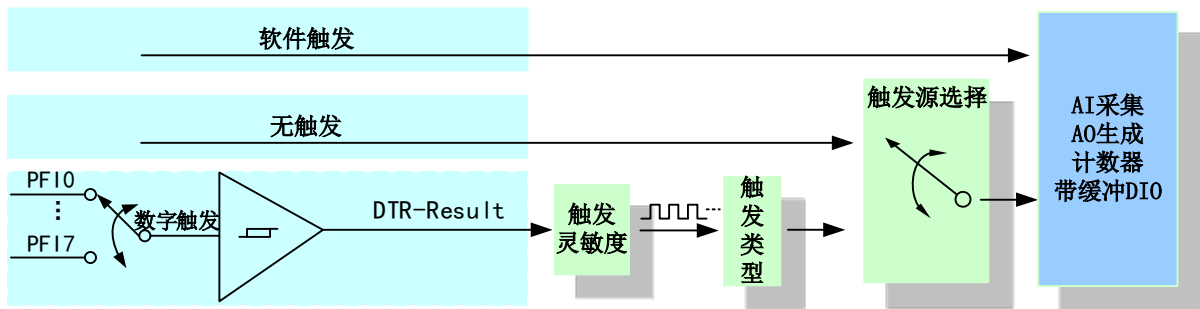 软件触发
无触发
PFI0
⋮
PFI7
数字触发
DTR-Result
触发
灵敏度
···
触
发
类
型
触发源选择
AI采集
AO生成
计数器
带缓冲DIO